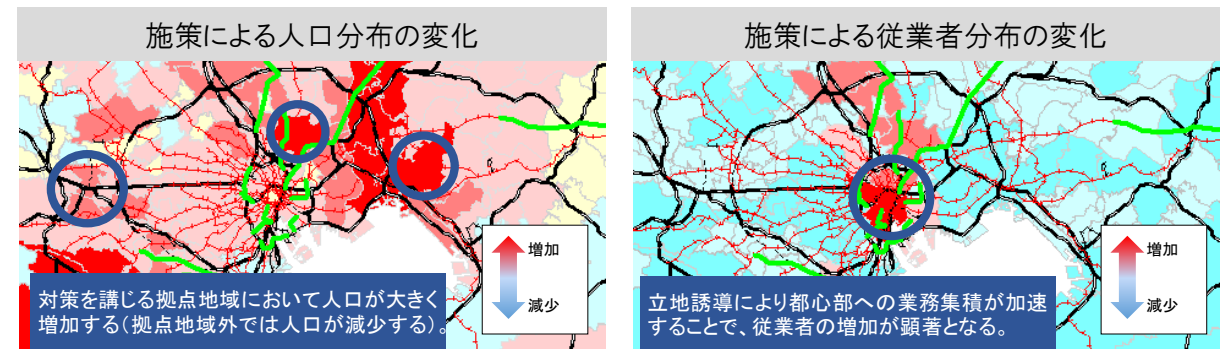 施策による人口分布の変化
施策による従業者分布の変化
増加
減少
対策を講じる拠点地域において人口が大きく
増加する(拠点地域外では人口が減少する)。
増加
減少
立地誘導により都心部への業務集積が加速
することで、従業者の増加が顕著となる。